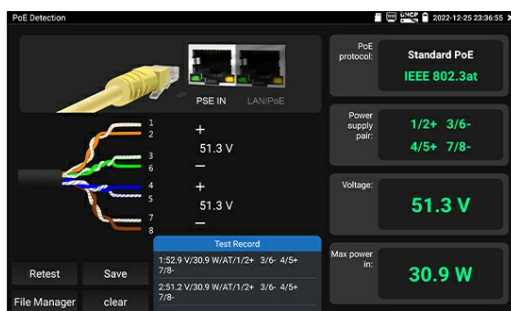 PoE Detection
2022-12-25 23:36:55
PSE IN
LAN/PoE
1
2
3
6
4
5
7
8
+
51.3 V
−
+
51.3 V
−
Test Record
1:52.9 V/30.9 W/AT/1/2+ 3/6- 4/5+
7/8-
2:51.2 V/30.9 W/AT/1/2+ 3/6- 4/5+
7/8-
Retest
Save
File Manager
clear
PoE
protocol:
Standard PoE
IEEE 802.3at
Power
supply
pair:
1/2+ 3/6-
4/5+ 7/8-
Voltage:
51.3 V
Max power
in:
30.9 W